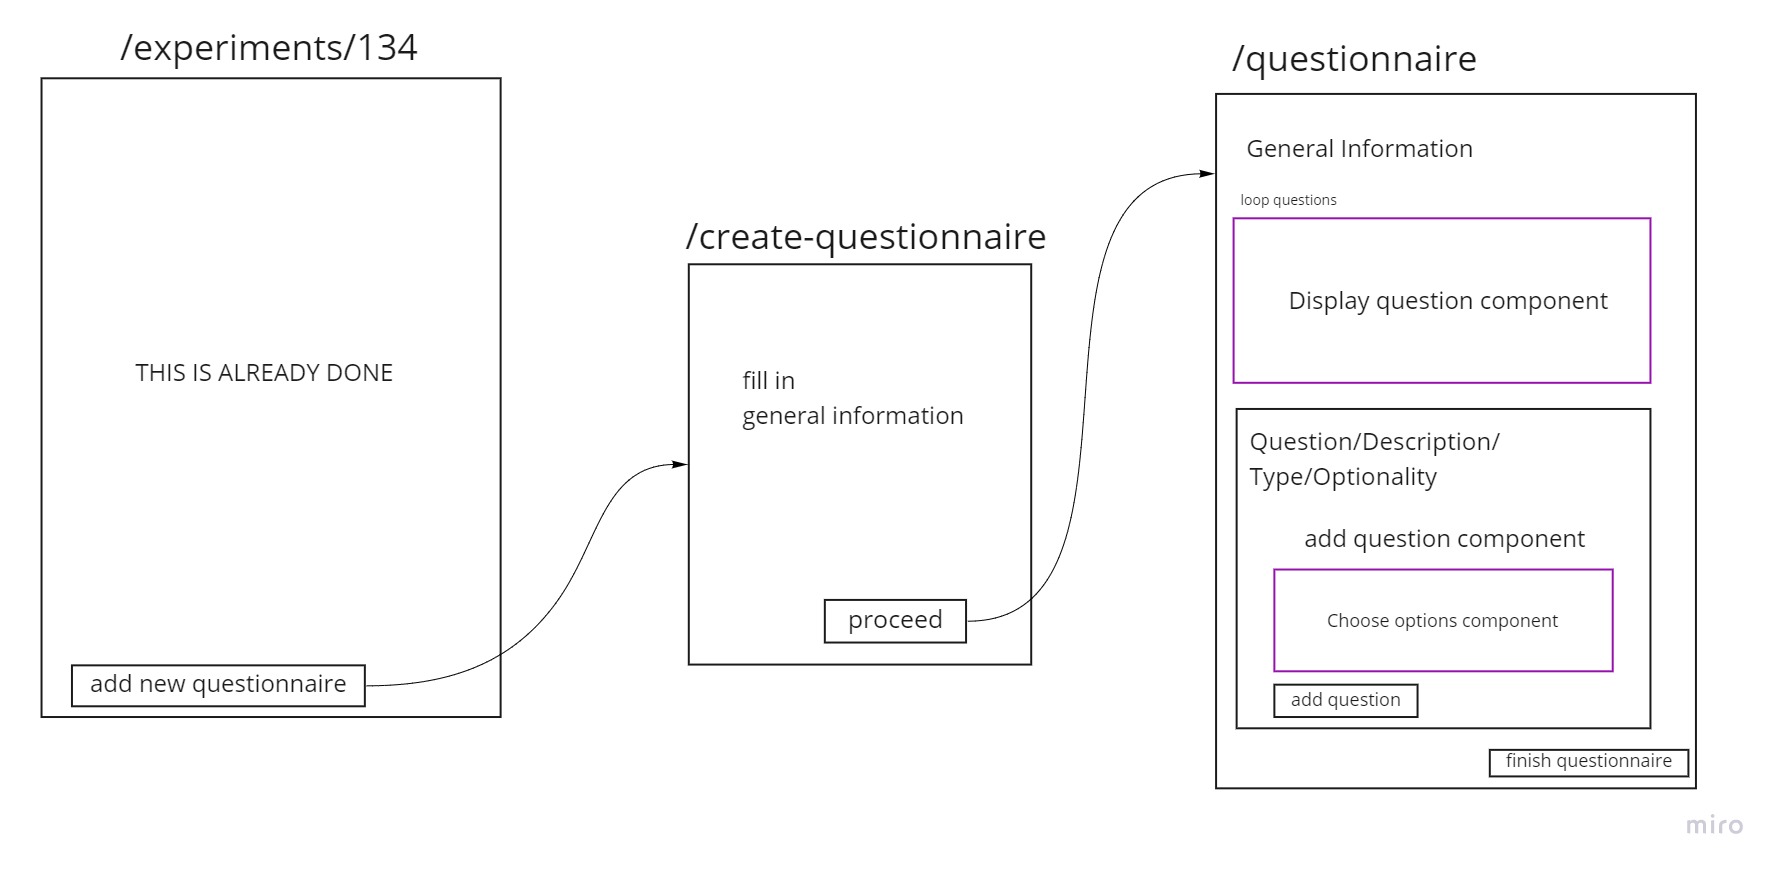 /experiments/134
THIS IS ALREADY DONE
add new questionnaire
/create-questionnaire
fill in
general information
proceed
/questionnaire
General Information
loop questions
Display question component
Question/Description/
Type/Optionality
add question component
Choose options component
add question
finish questionnaire
miro